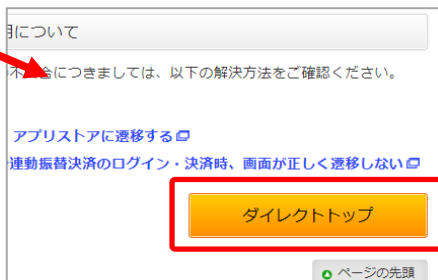 について
合につきましては、以下の解決方法をご確認ください。
アプリストアに遷移する
連動振替決済のログイン・決済時、画面が正しく遷移しない
ダイレクトトップ
ページの先頭